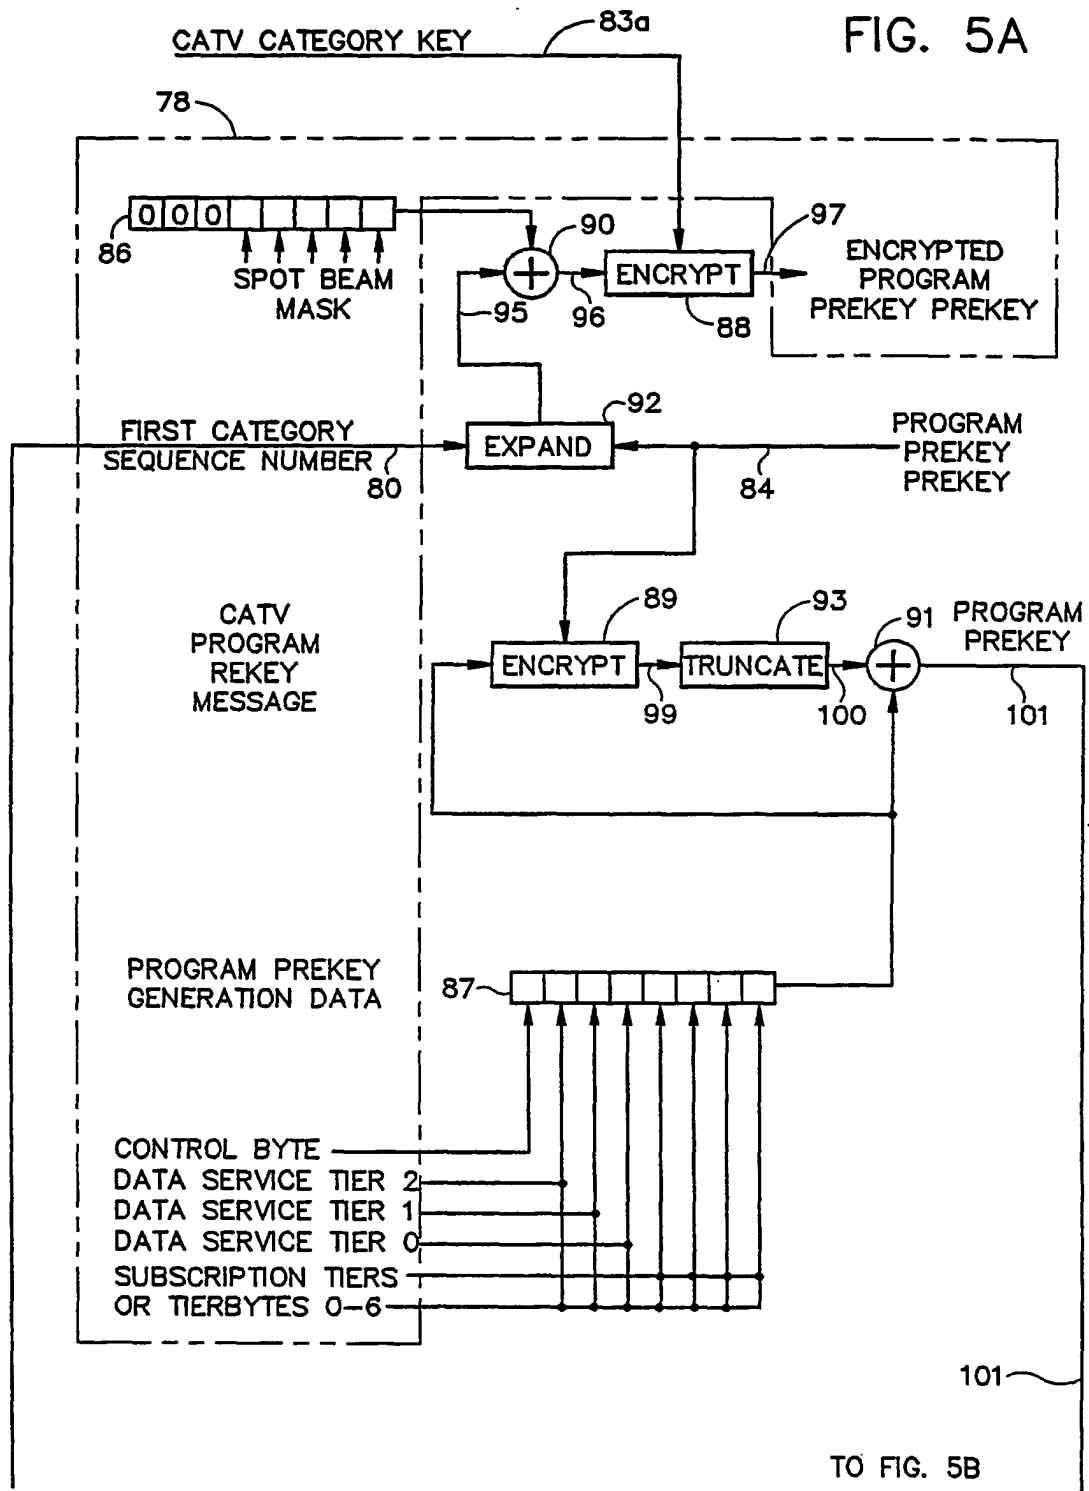 FIG. 5A
CATV CATEGORY KEY
83a
78
0 0 0
86
SPOT BEAM
MASK
90
97
ENCRYPT
ENCRYPTED
PROGRAM
PREKEY PREKEY
95
96
88
92
FIRST CATEGORY
SEQUENCE NUMBER
80
EXPAND
84
PROGRAM
PREKEY
PREKEY
CATV
PROGRAM
REKEY
MESSAGE
89
93
91
PROGRAM
PREKEY
ENCRYPT
TRUNCATE
99
100
101
PROGRAM PREKEY
GENERATION DATA
87
CONTROL BYTE
DATA SERVICE TIER 2
DATA SERVICE TIER 1
DATA SERVICE TIER 0
SUBSCRIPTION TIERS
OR TIERBYTES 0-6
101
TO FIG. 5B